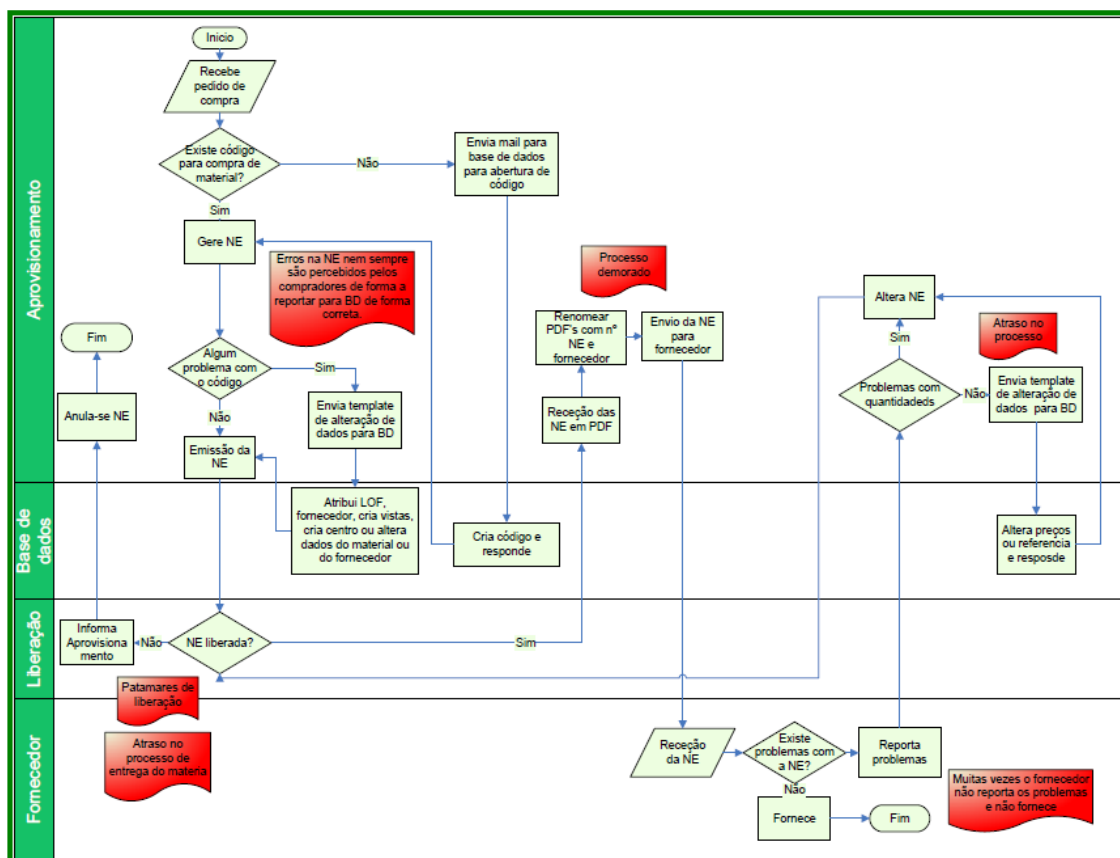 Aprovisionamento
Inicio
Recebe
pedido de
compra
Existe código
para compra de
material?
Não
Envia mail para
base de dados
para abertura de
código
Sim
Gere NE
Erros na NE nem sempre
são percebidos pelos
compradores de forma a
reportar para BD de forma
correta.
Processo
demorado
Altera NE
Fim
Algum
problema com
o código
Sim
Renomear
PDF's com nº
NE e
fornecedor
Envio da NE
para
fornecedor
Atraso no
processo
Sim
Problemas com
quantidadeds
Não
Envia template
de alteração de
dados para BD
Anula-se NE
Não
Envia template
de alteração de
dados para BD
Receção das
NE em PDF
Emissão da
NE
Base de
dados
Atribui LOF,
fornecedor, cria vistas,
cria centro ou altera
dados do material ou
do fornecedor
Cria código e
responde
Altera preços
ou referencia
e resposde
Liberação
Informa
Aprovisiona
mento
Não
NE liberada?
Sim
Patamares de
liberação
Fornecedor
Atraso no
processo de
entrega do materia
Receção
da NE
Existe
problemas com
a NE?
Reporta
problemas
Não
Fornece
Fim
Muitas vezes o fornecedor
não reporta os problemas
e não fornece